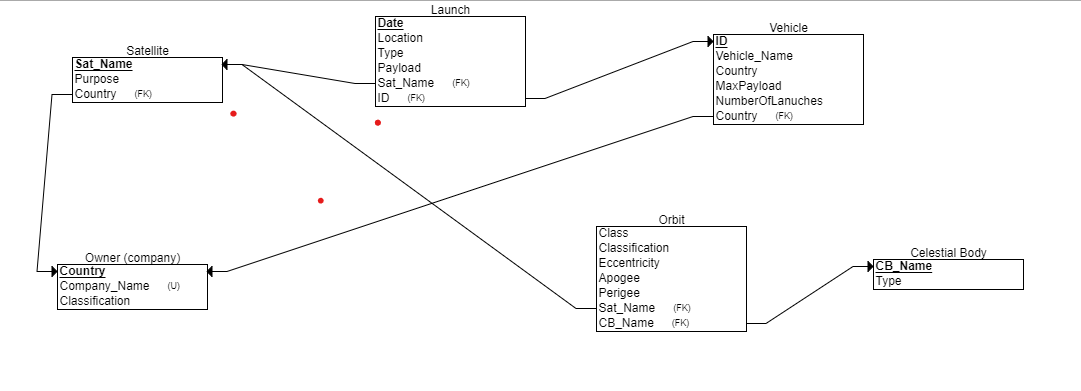 Launch
Date
Location
Type
Payload
Sat_Name (FK)
ID (FK)
Vehicle
ID
Vehicle_Name
Country
MaxPayload
NumberOfLanuches
Country (FK)
Satellite
Sat_Name
Purpose
Country (FK)
Orbit
Class
Classification
Eccentricity
Apogee
Perigee
Sat_Name (FK)
CB_Name (FK)
Celestial Body
CB_Name
Type
Owner (company)
Country
Company_Name (U)
Classification